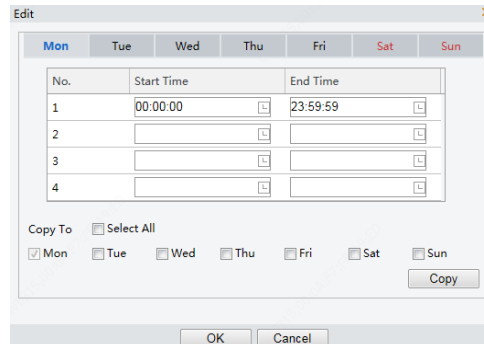 Edit
Mon Tue Wed Thu Fri Sat Sun
No. Start Time End Time
1 00:00:00 23:59:59
2
3
4
Copy To Select All
Mon Tue Wed Thu Fri Sat Sun
Copy
OK Cancel